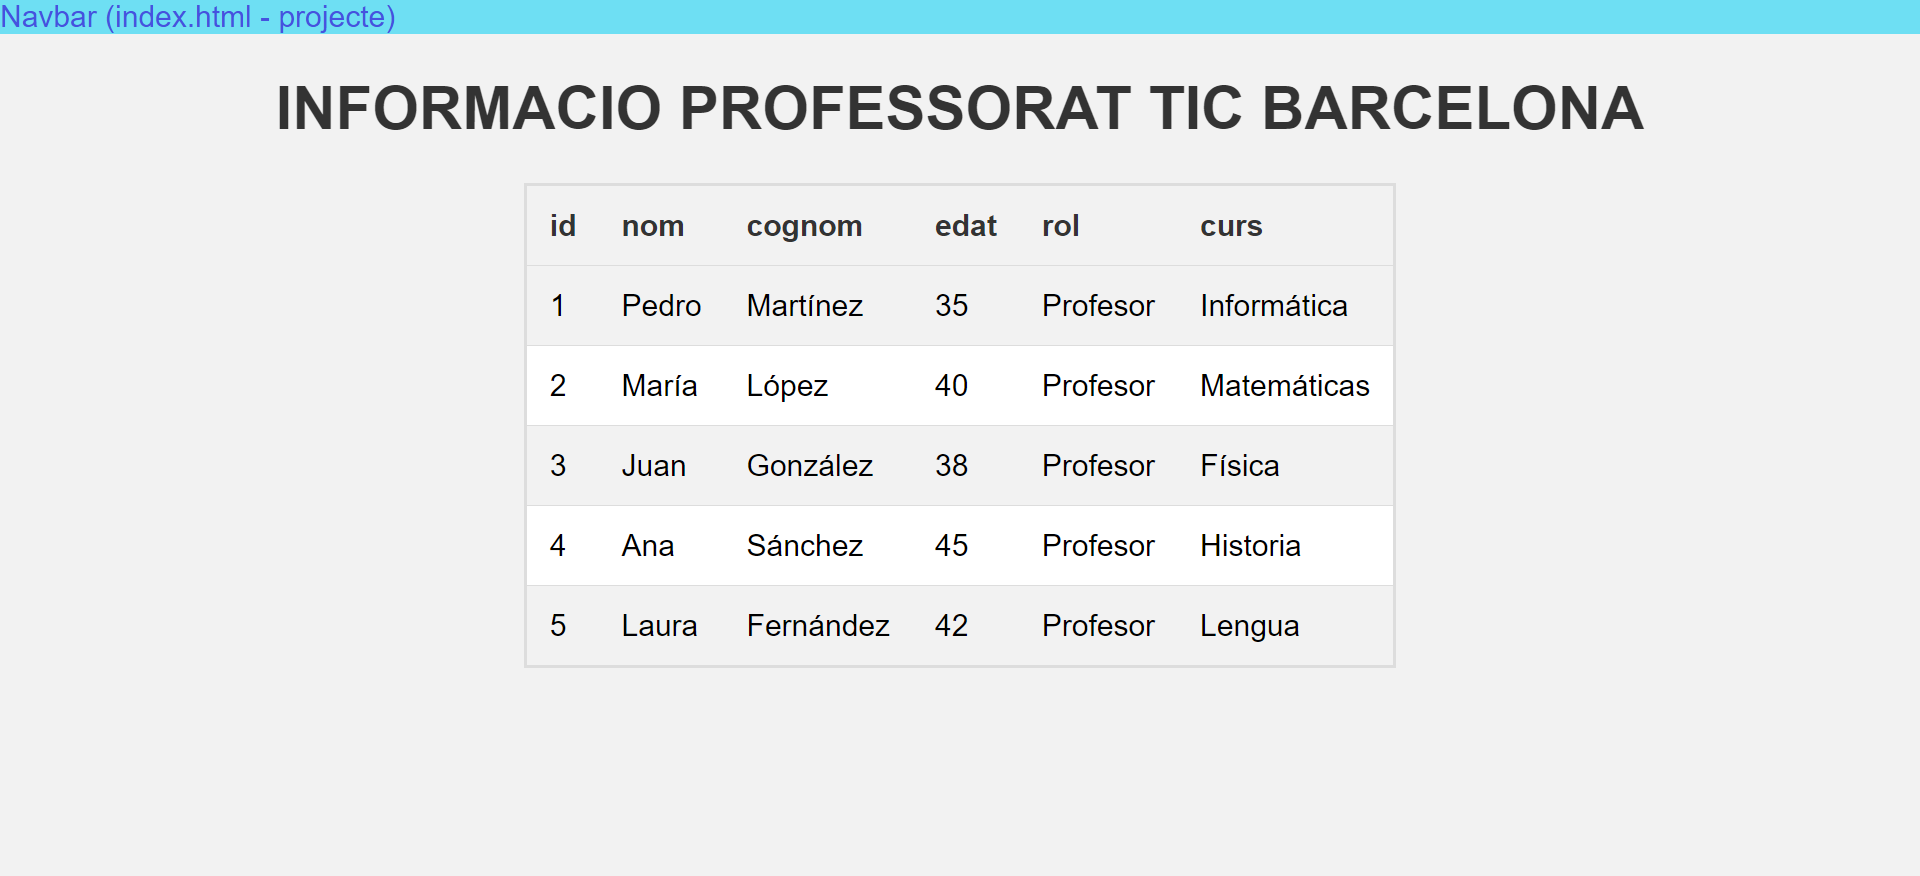 Navbar (index.html - projecte)
INFORMACIO PROFESSORAT TIC BARCELONA
id nom cognom edat rol curs
1 Pedro Martínez 35 Profesor Informática
2 María López 40 Profesor Matemáticas
3 Juan González 38 Profesor Física
4 Ana Sánchez 45 Profesor Historia
5 Laura Fernández 42 Profesor Lengua